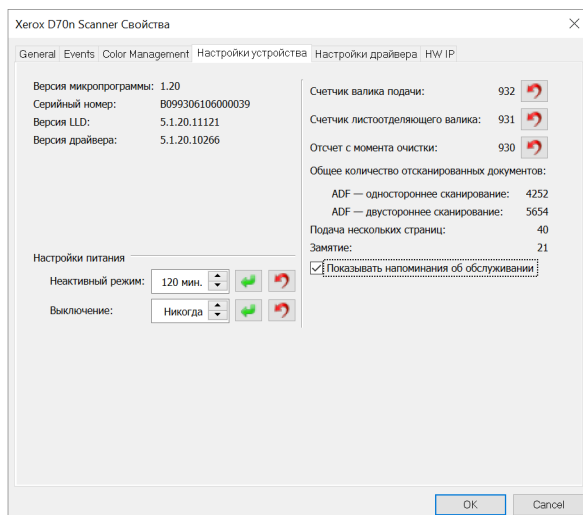 Xerox D70n Scanner Свойства
General Events Color Management Настройки устройства Настройки драйвера HW IP
Версия микропрограммы: 1.20
Серийный номер: B099306106000039
Версия LLD: 5.1.20.11121
Версия драйвера: 5.1.20.10266
Настройки питания
Неактивный режим: 120 мин.
Выключение: Никогда
Счетчик валика подачи: 932
Счетчик листоотделяющего валика: 931
Отсчет с момента очистки: 930
Общее количество отсканированных документов:
ADF — одностороннее сканирование: 4252
ADF — двустороннее сканирование: 5654
Подача нескольких страниц: 40
Замятие: 21
Показывать напоминания об обслуживании
OK Cancel